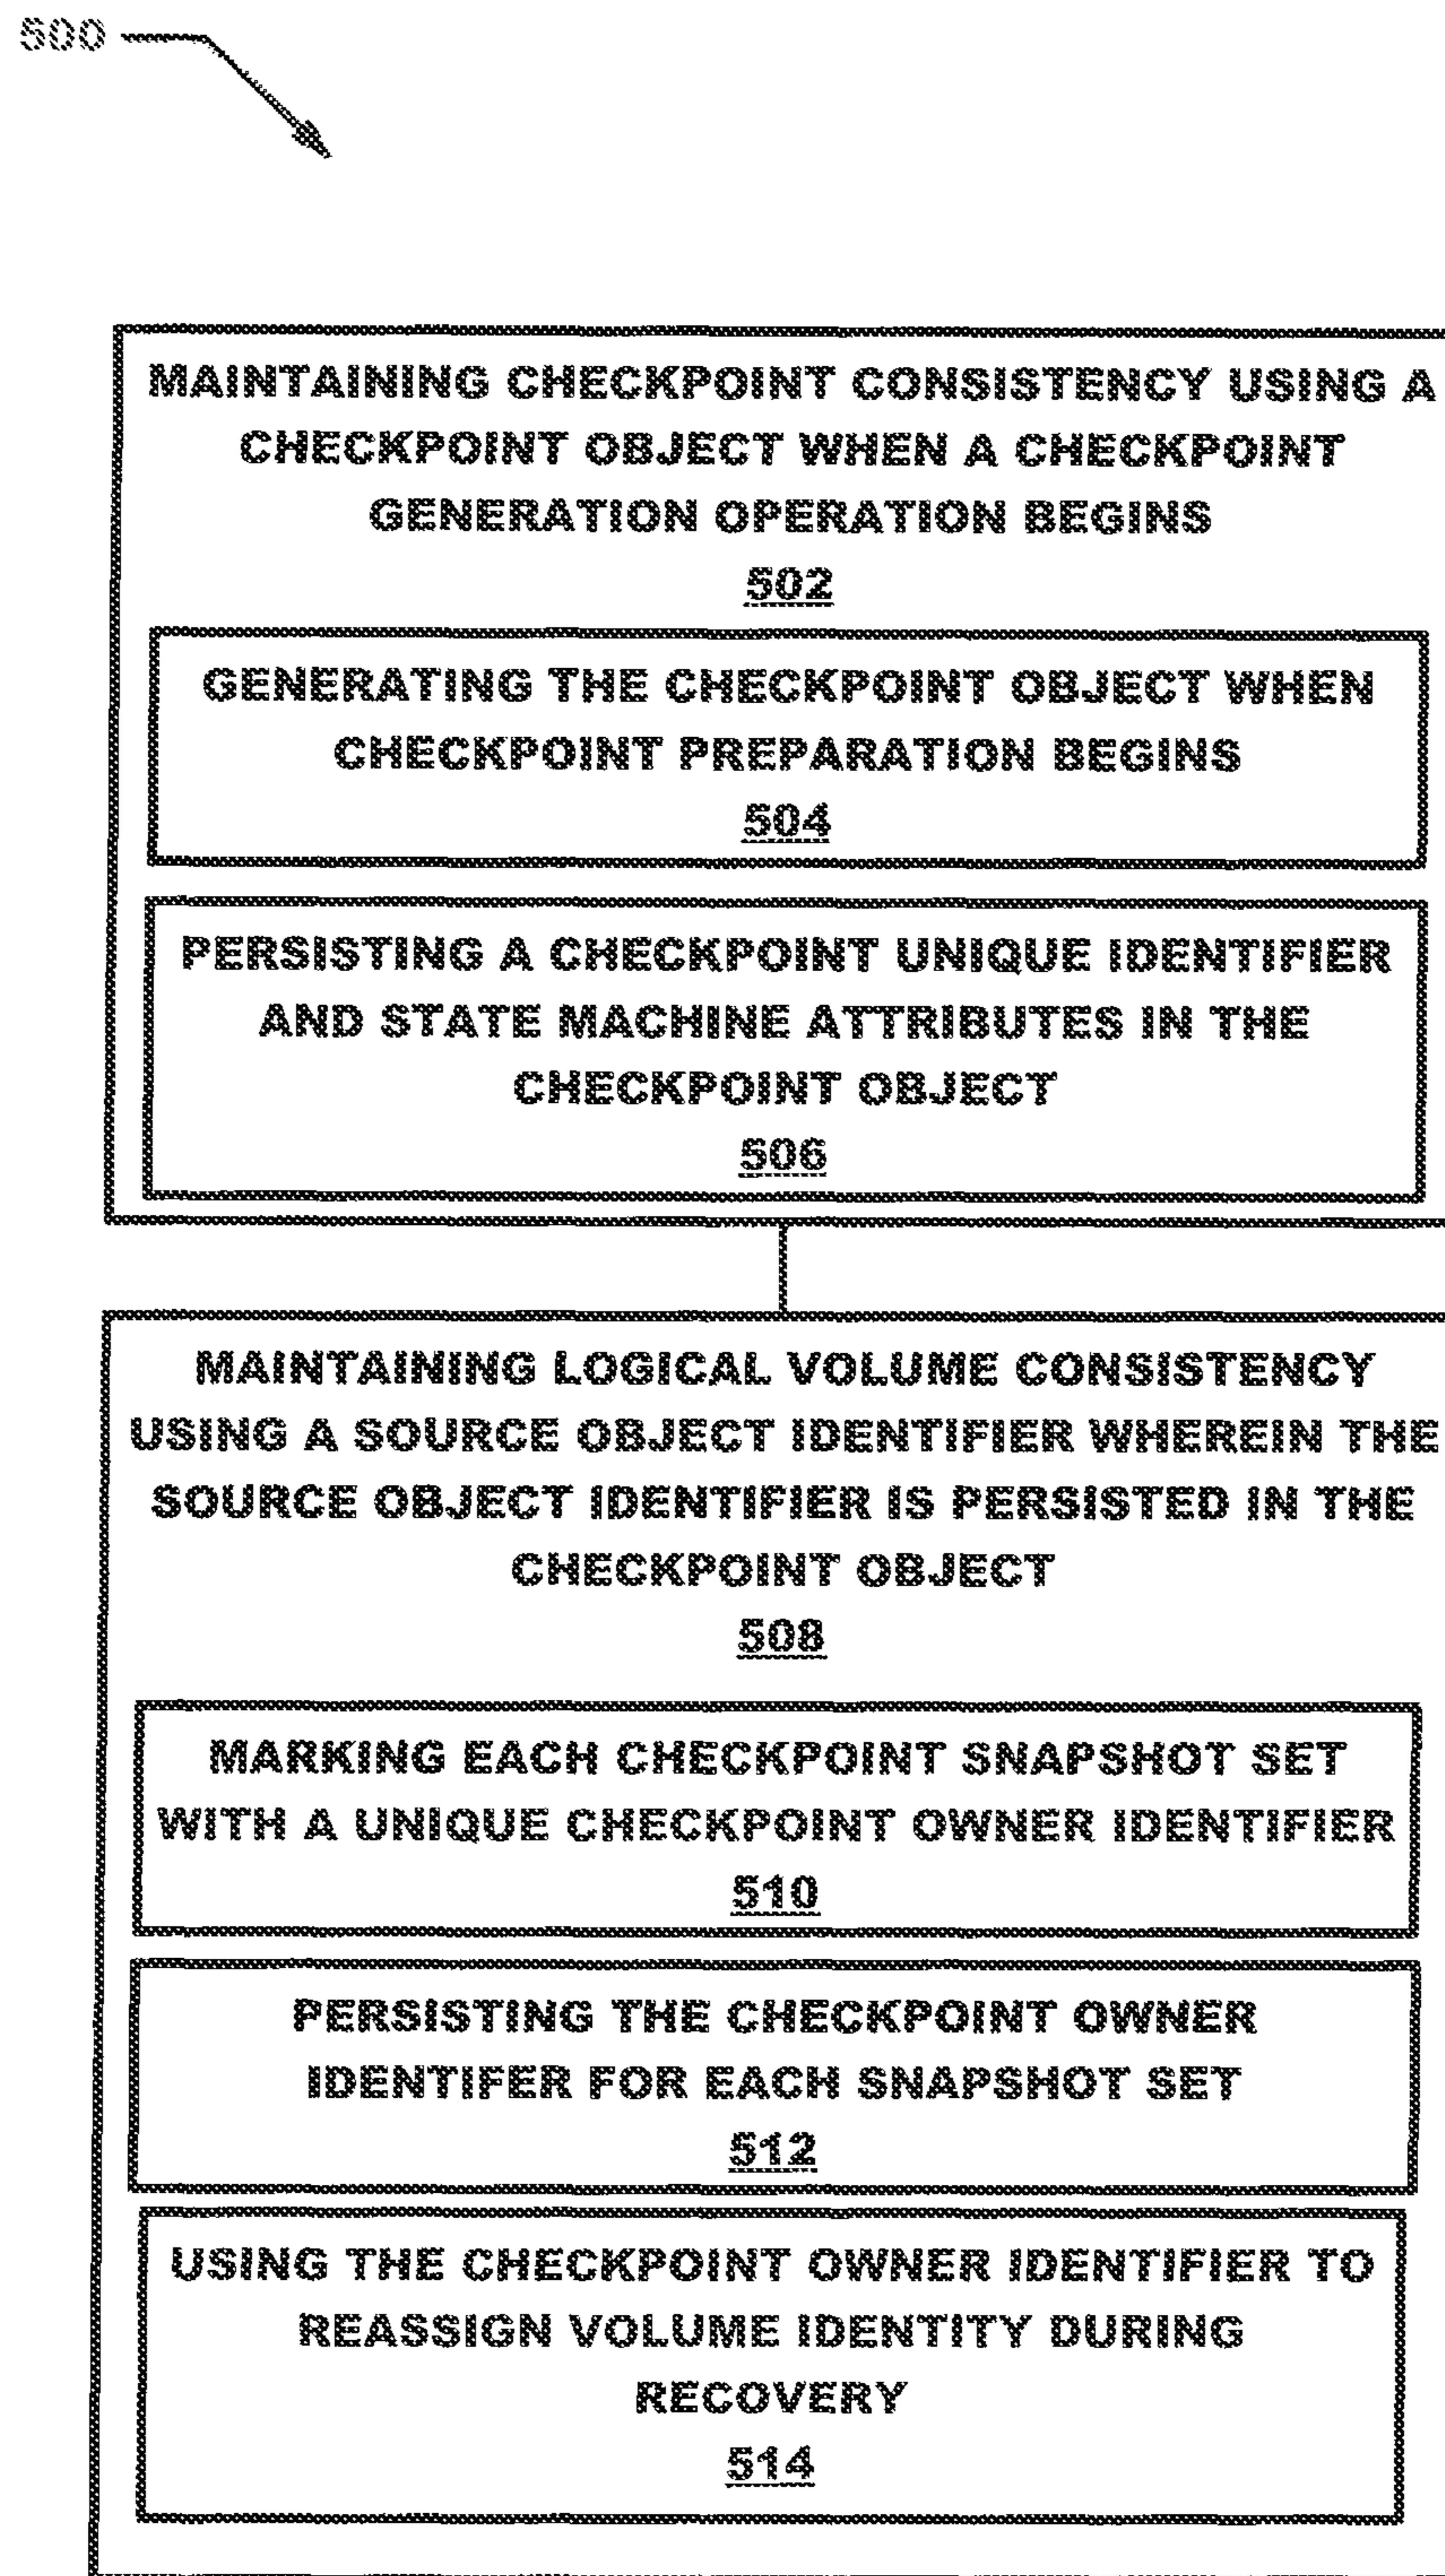 500
MAINTAINING CHECKPOINT CONSISTENCY USING A
CHECKPOINT OBJECT WHEN A CHECKPOINT
GENERATION OPERATION BEGINS
502
GENERATING THE CHECKPOINT OBJECT WHEN
CHECKPOINT PREPARATION BEGINS
504
PERSISTING A CHECKPOINT UNIQUE IDENTIFIER
AND STATE MACHINE ATTRIBUTES IN THE
CHECKPOINT OBJECT
506
MAINTAINING LOGICAL VOLUME CONSISTENCY
USING A SOURCE OBJECT IDENTIFIER WHEREIN THE
SOURCE OBJECT IDENTIFIER IS PERSISTED IN THE
CHECKPOINT OBJECT
508
MARKING EACH CHECKPOINT SNAPSHOT SET
WITH A UNIQUE CHECKPOINT OWNER IDENTIFIER
510
PERSISTING THE CHECKPOINT OWNER
IDENTIFER FOR EACH SNAPSHOT SET
512
USING THE CHECKPOINT OWNER IDENTIFIER TO
REASSIGN VOLUME IDENTITY DURING
RECOVERY
514